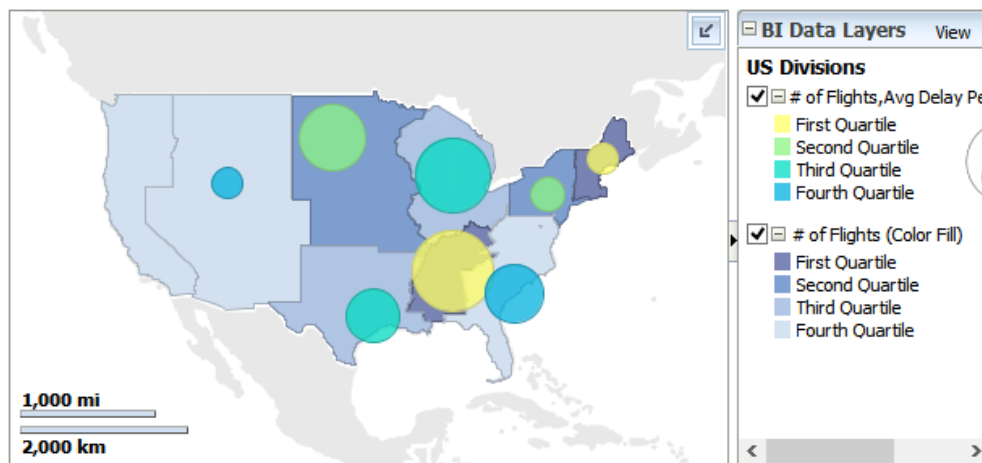 BI Data Layers View
US Divisions
# of Flights,Avg Delay Pe
First Quartile
Second Quartile
Third Quartile
Fourth Quartile
# of Flights (Color Fill)
First Quartile
Second Quartile
Third Quartile
Fourth Quartile
1,000 mi
2,000 km